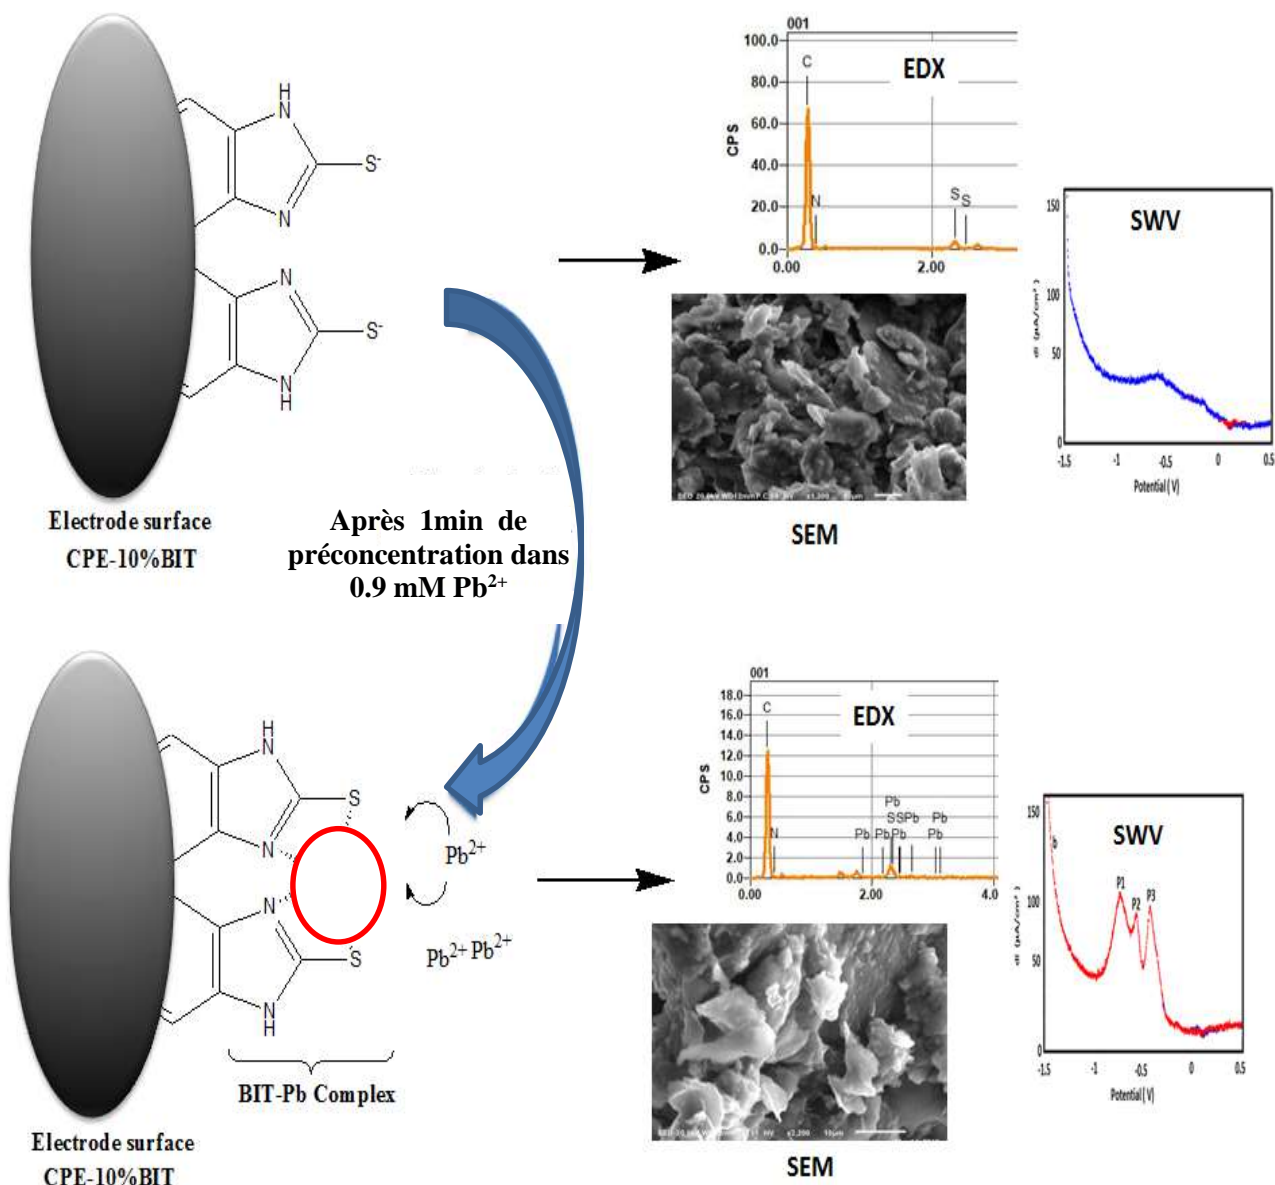 H
N
S-
N
N
S-
N
H
Electrode surface
CPE-10%BIT
001
EDX
CPS
100.0
80.0
60.0
40.0
20.0
0.0
C
N
S
S
0.00
2.00
SEM
SWV
150
100
50
0
-1.5
-1
-0.5
0
0.5
Potential( V)
Après 1min de
préconcentration dans
0.9 mM Pb2+
H
N
S
N
N
S
N
H
Pb2+
Pb2+ Pb2+
BIT-Pb Complex
Electrode surface
CPE-10%BIT
001
EDX
CPS
18.0
16.0
14.0
12.0
10.0
8.0
6.0
4.0
2.0
0.0
C
N
Pb
S SPb
Pb
Pb Pb Pb
Pb
0.00
2.00
4.0
SEM
SWV
b
P1
P2
P3
150
100
50
0
-1.5
-1
-0.5
0
0.5
Potential( V)